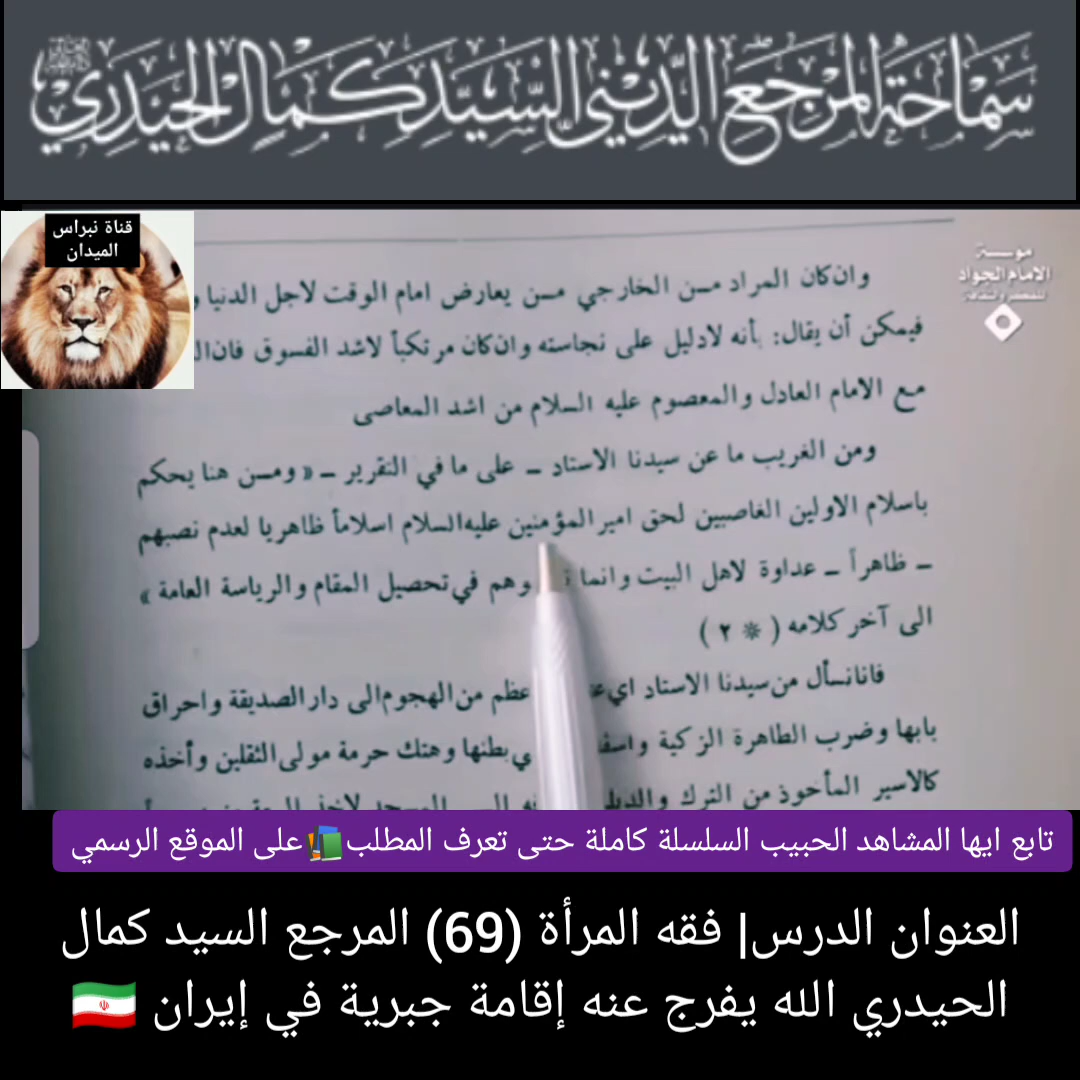 سماحة المرجع الديني السيد كمال الحيدري
قناة نبراس
الميدان
مؤسسة
الامام الجواد
للفكر والثقافة
وان كان المراد من الخارجي من يعارض امام الوقت لاجل الدنيا و
فيمكن أن يقال: بأنه لادليل على نجاسته وان كان مرتكباً لاشد الفسوق فان
مع الامام العادل والمعصوم عليه السلام من اشد المعاصى
ومن الغريب ما عن سيدنا الاستاد ـ على ما في التقرير ـ « ومن هنا يحكم
باسلام الاولين الغاصبين لحق امير المؤمنين عليه السلام اسلاماً ظاهريا لعدم نصبهم
ـ ظاهراً ـ عداوة لاهل البيت وانما في تحصيل المقام والرياسة العامة »
الى آخر كلامه ( * ٢ )
فانا نسأل من سيدنا الاستاد اي من الهجوم الى دار الصديقة واحراق
بابها وضرب الطاهرة الزكية بطنها وهتك حرمة مولى الثقلين وأخذه
كالاسير المأخوذ من الترك
تابع ايها المشاهد الحبيب السلسلة كاملة حتى تعرف المطلب📚على الموقع الرسمي
العنوان الدرس| فقه المرأة (69) المرجع السيد كمال
الحيدري الله يفرج عنه إقامة جبرية في إيران 🇮🇷